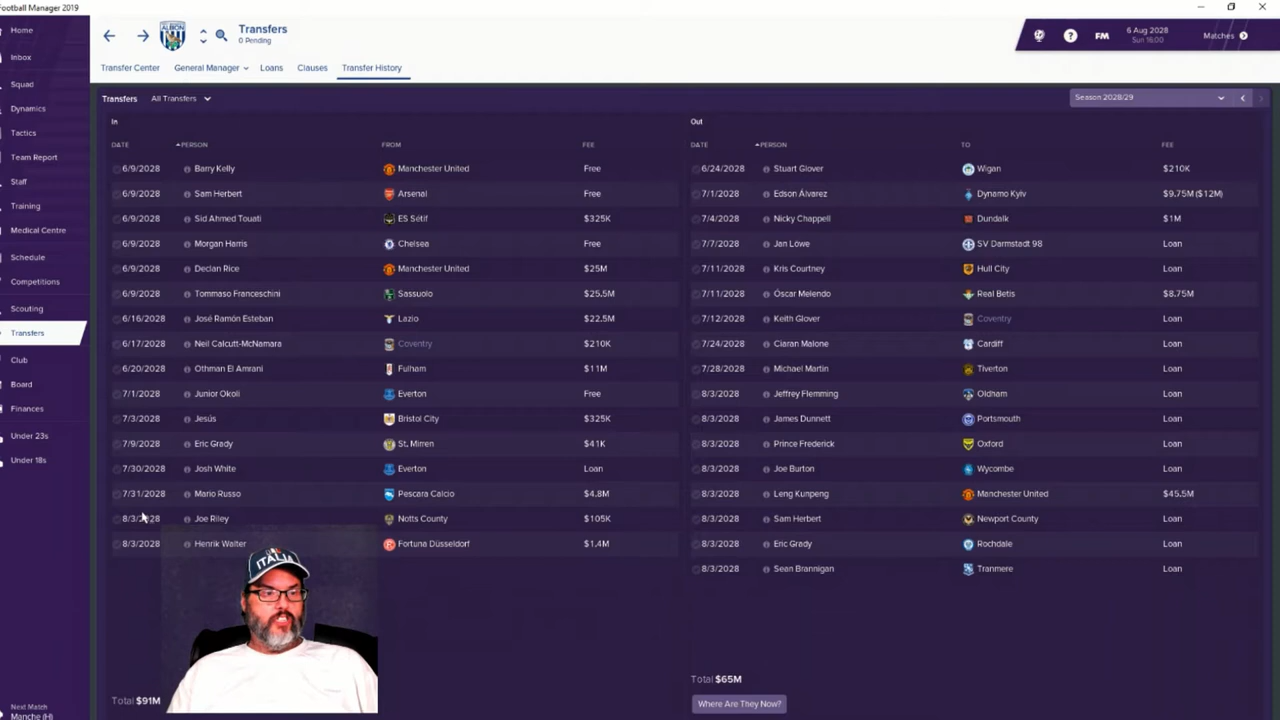 Football Manager 2019
Home
Inbox
Squad
Dynamics
Tactics
Team Report
Staff
Training
Medical Centre
Schedule
Competitions
Scouting
Transfers
Club
Board
Finances
Under 23s
Under 18s
Next Match
Manche (H)
ALBION
Transfers
0 Pending
FM
6 Aug 2028
Sun 16:00
Matches
Transfer Center General Manager Loans Clauses Transfer History
Transfers All Transfers
Season 2028/29
In
DATE PERSON FROM FEE
6/9/2028 Barry Kelly Manchester United Free
6/9/2028 Sam Herbert Arsenal Free
6/9/2028 Sid Ahmed Touati ES Sétif $325K
6/9/2028 Morgan Harris Chelsea Free
6/9/2028 Declan Rice Manchester United $25M
6/9/2028 Tommaso Franceschini Sassuolo $25,5M
6/16/2028 José Ramón Esteban Lazio $22.5M
6/17/2028 Neil Calcutt-McNamara Coventry $210K
6/20/2028 Othman El Amrani Fulham $11M
7/1/2028 Junior Okoli Everton Free
7/3/2028 Jesús Bristol City $325K
7/9/2028 Eric Grady St. Mirren $41K
7/30/2028 Josh White Everton Loan
7/31/2028 Mario Russo Pescara Calcio $4.8M
8/3/2028 Joe Riley Notts County $105K
8/3/2028 Henrik Walter Fortuna Düsseldorf $1,4M
Total $91M
ITALIA
Out
DATE PERSON TO FEE
6/24/2028 Stuart Glover Wigan $210K
7/1/2028 Edson Álvarez Dynamo Kyiv $9.75M ($12M)
7/4/2028 Nicky Chappell Dundalk $1M
7/7/2028 Jan Löwe SV Darmstadt 98 Loan
7/11/2028 Kris Courtney Hull City Loan
7/11/2028 Óscar Melendo Real Betis $8.75M
7/12/2028 Keith Glover Coventry Loan
7/24/2028 Ciaran Malone Cardiff Loan
7/28/2028 Michael Martin Tiverton Loan
8/3/2028 Jeffrey Flemming Oldham Loan
8/3/2028 James Dunnett Portsmouth Loan
8/3/2028 Prince Frederick Oxford Loan
8/3/2028 Joe Burton Wycombe Loan
8/3/2028 Leng Kunpeng Manchester United $45.5M
8/3/2028 Sam Herbert Newport County Loan
8/3/2028 Eric Grady Rochdale Loan
8/3/2028 Sean Brannigan Tranmere Loan
Total $65M
Where Are They Now?